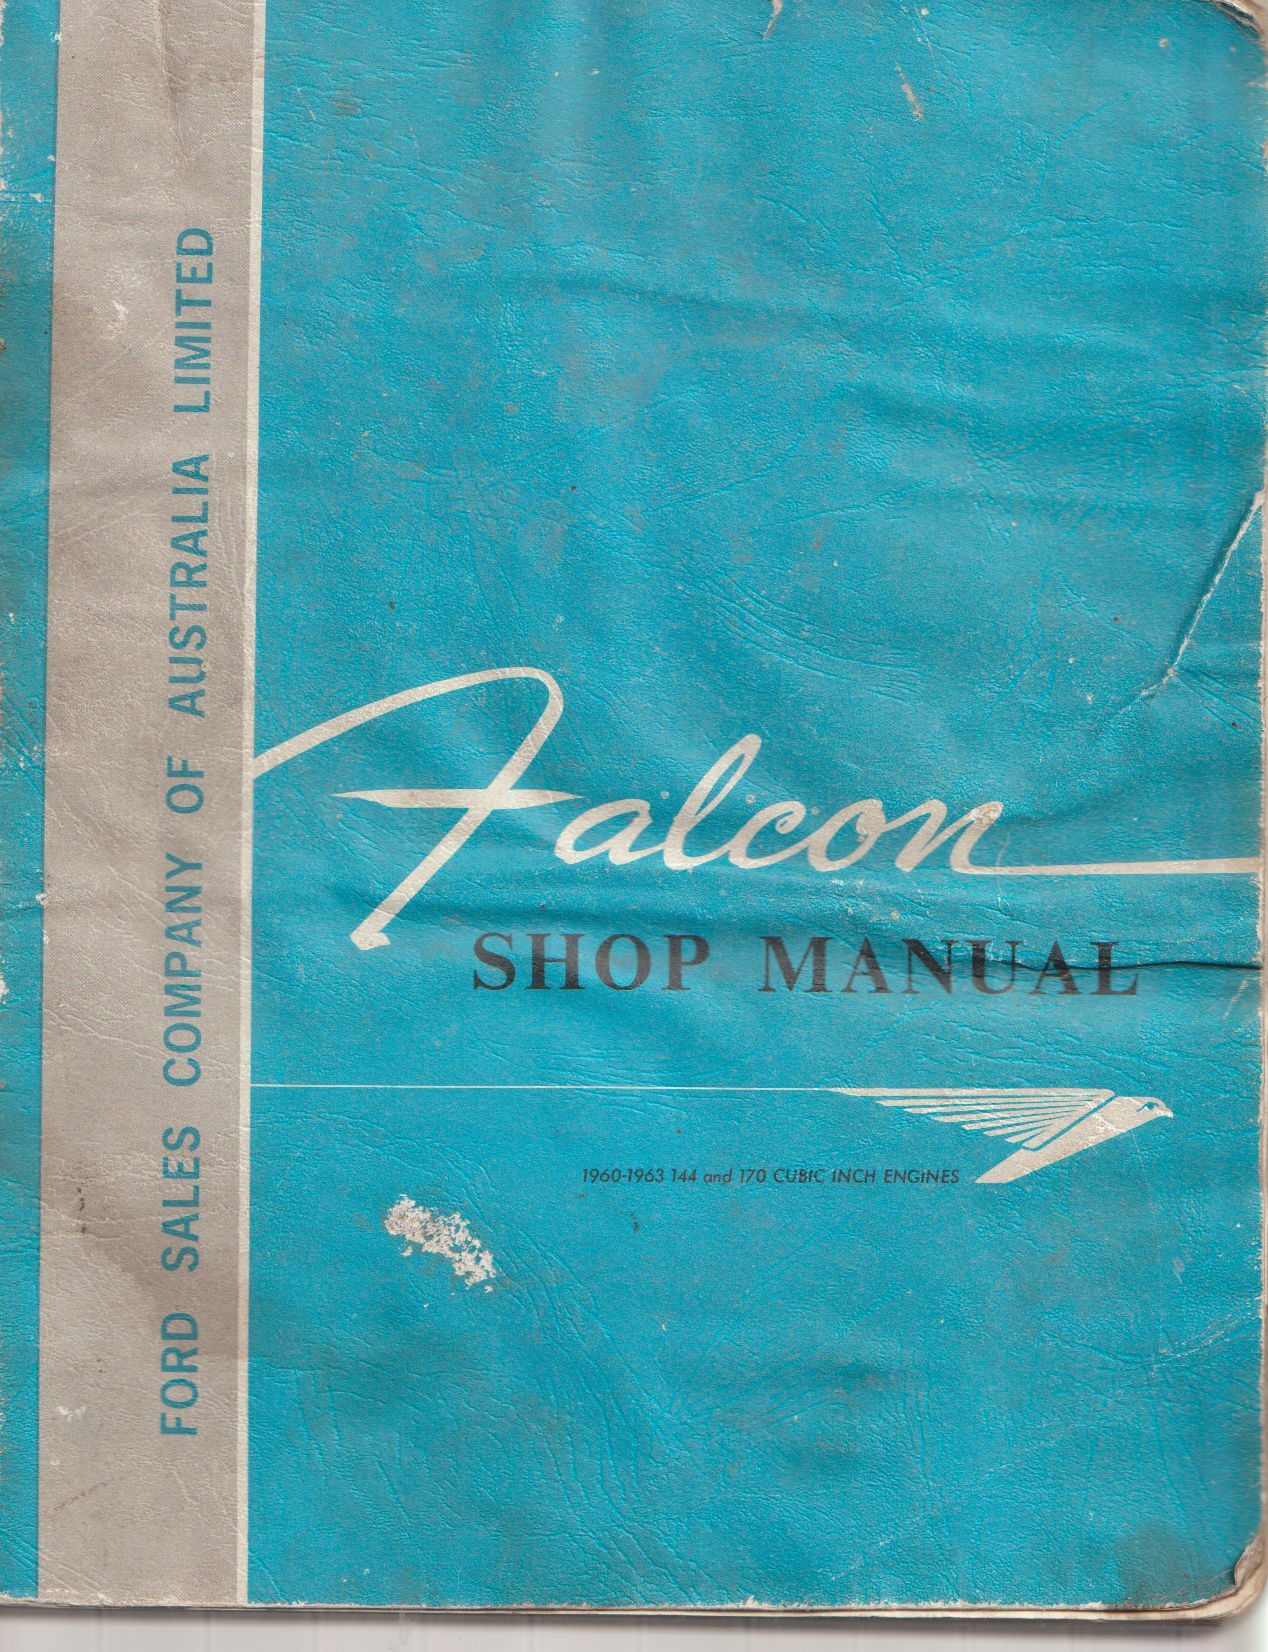 FORD SALES COMPANY OF AUSTRALIA LIMITED
Falcon
SHOP MANUAL
1960-1963 144 and 170 CUBIC INCH ENGINES